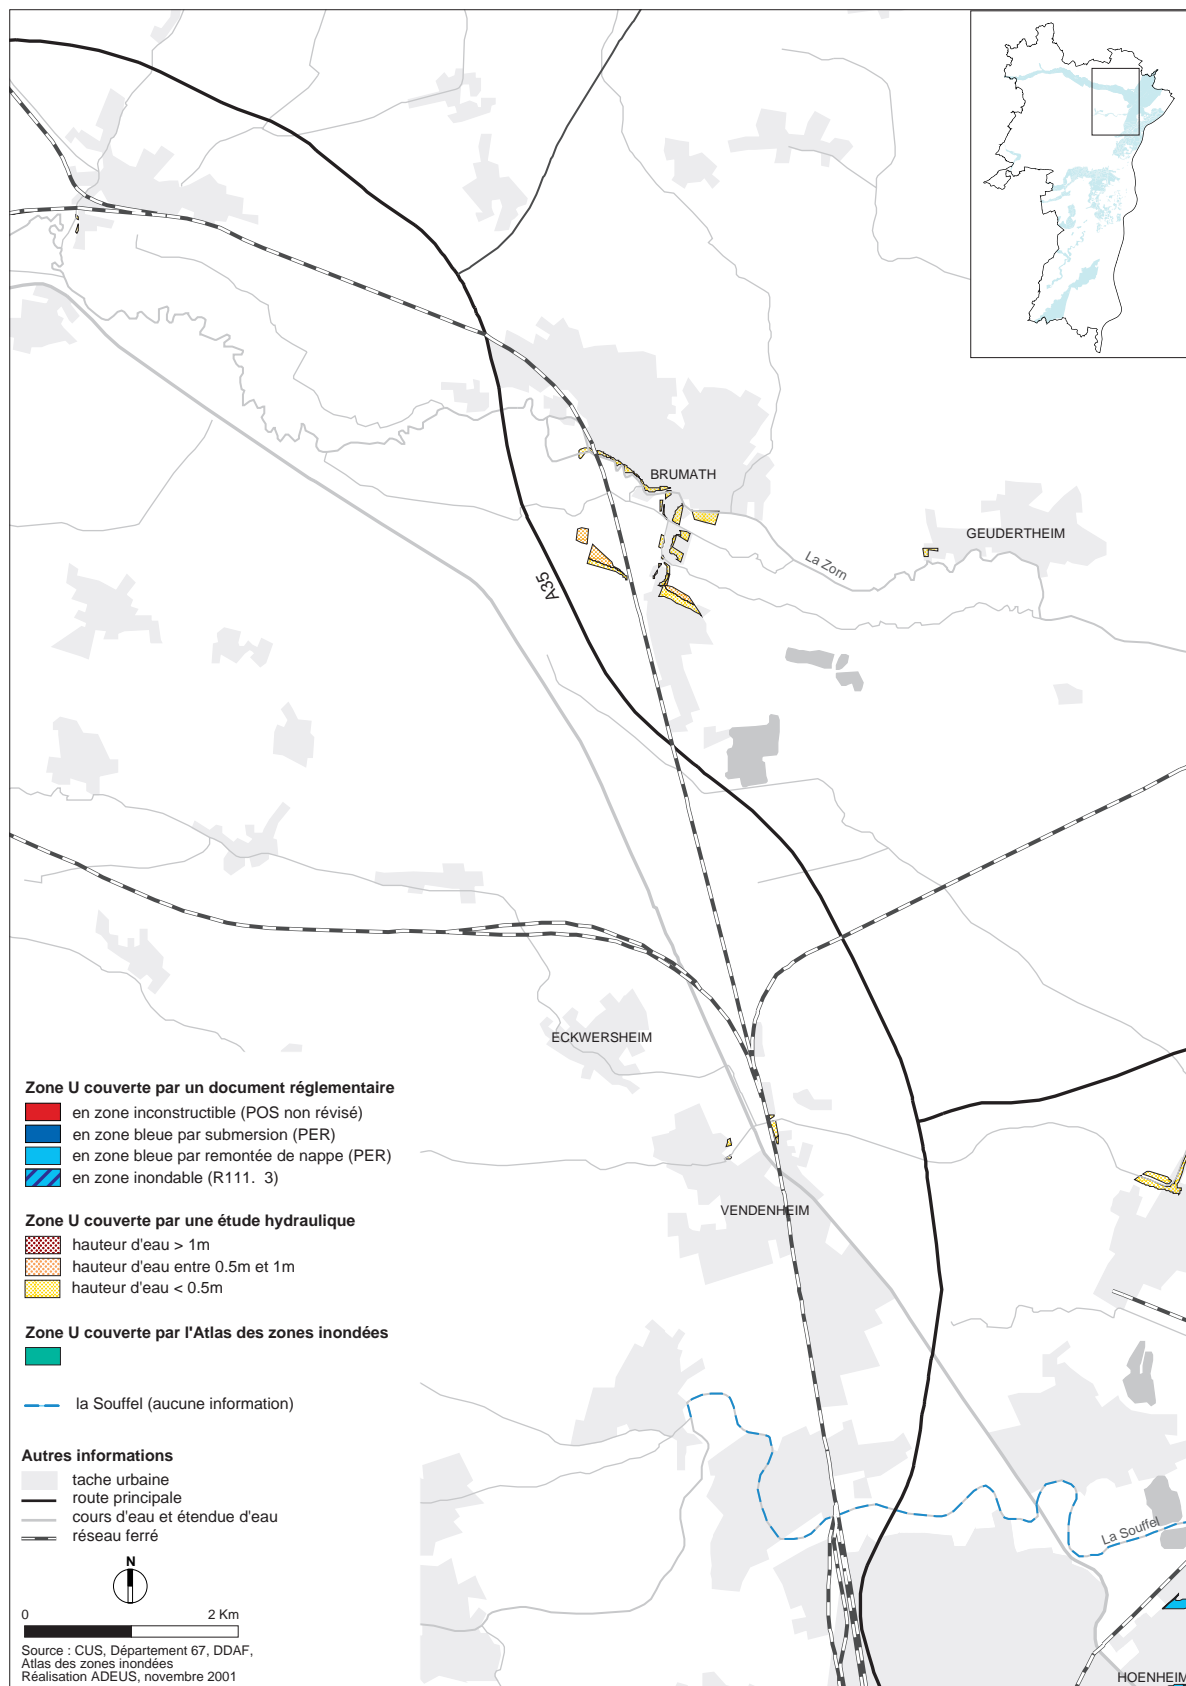 BRUMATH
GEUDERTHEIM
La Zorn
A35
ECKWERSHEIM
Zone U couverte par un document réglementaire
en zone inconstructible (POS non révisé)
en zone bleue par submersion (PER)
en zone bleue par remontée de nappe (PER)
en zone inondable (R111. 3)
VENDENHEIM
Zone U couverte par une étude hydraulique
hauteur d'eau > 1m
hauteur d'eau entre 0.5m et 1m
hauteur d'eau < 0.5m
Zone U couverte par l'Atlas des zones inondées
la Souffel (aucune information)
Autres informations
tache urbaine
route principale
cours d'eau et étendue d'eau
réseau ferré
La Souffel
N
0 2 Km
Source : CUS, Département 67, DDAF,
Atlas des zones inondées
Réalisation ADEUS, novembre 2001
HOENHEIM